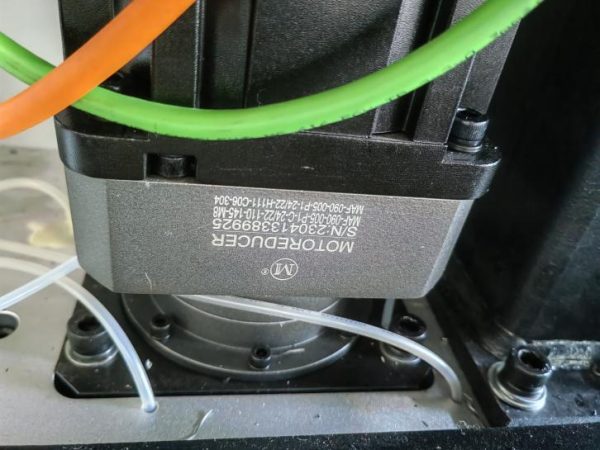 M®
MOTOREDUCER
S/N:230413389925
MAF-090-005-P1-C-24/22-110-145-M8
MAF-090-005-P1-24/22-H111-C06-304